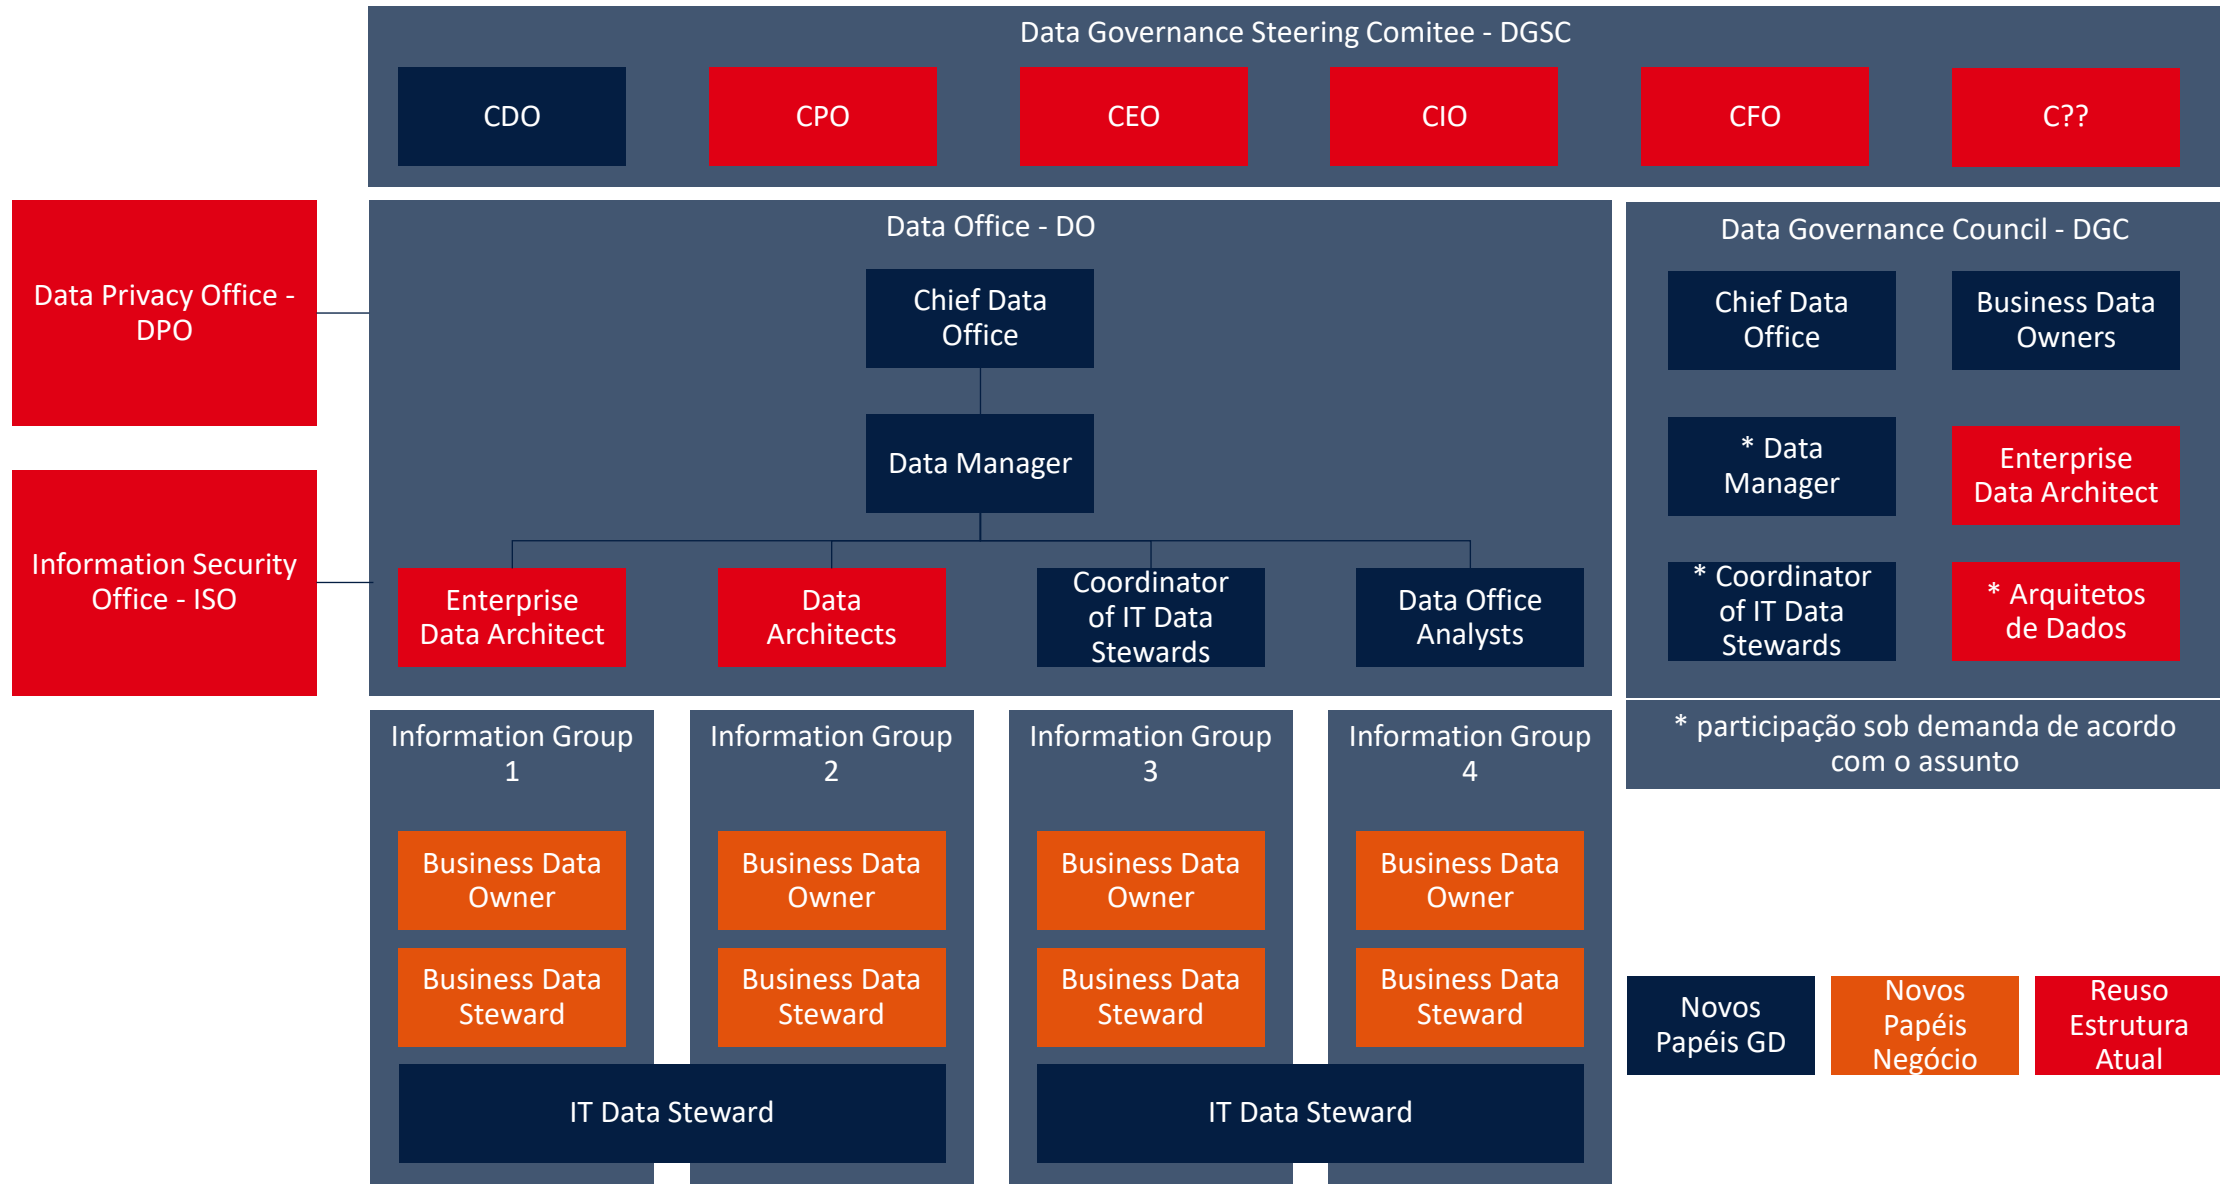 Data Governance Steering Comitee - DGSC
CDO
CPO
CEO
CIO
CFO
C??
Data Privacy Office -
DPO
Information Security
Office - ISO
Data Office - DO
Chief Data
Office
Data Manager
Enterprise
Data Architect
Data
Architects
Coordinator
of IT Data
Stewards
Data Office
Analysts
Data Governance Council - DGC
Chief Data
Office
Business Data
Owners
* Data
Manager
Enterprise
Data Architect
* Coordinator
of IT Data
Stewards
* Arquitetos
de Dados
* participação sob demanda de acordo
com o assunto
Information Group
1
Information Group
2
Information Group
3
Information Group
4
Business Data
Owner
Business Data
Owner
Business Data
Owner
Business Data
Owner
Business Data
Steward
Business Data
Steward
Business Data
Steward
Business Data
Steward
IT Data Steward
IT Data Steward
Novos
Papéis GD
Novos
Papéis
Negócio
Reuso
Estrutura
Atual